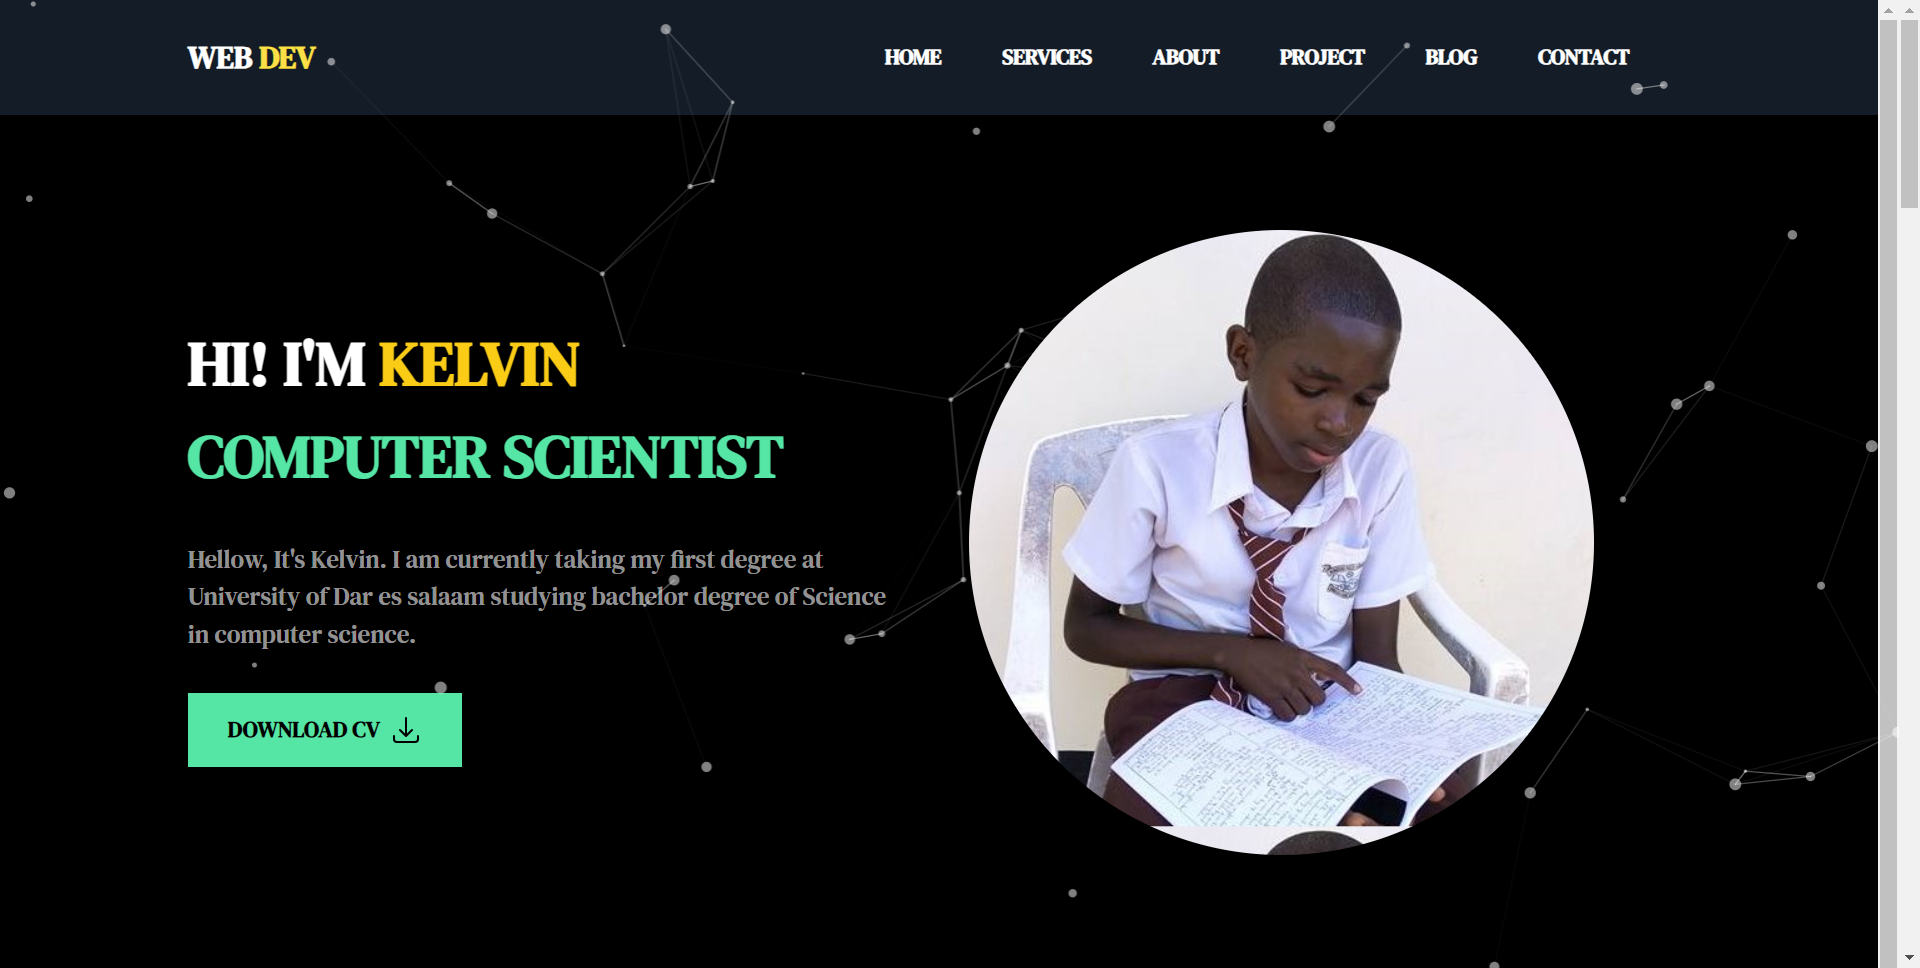 WEB DEV
HOME SERVICES ABOUT PROJECT BLOG CONTACT
HI! I'M KELVIN
COMPUTER SCIENTIST
Hellow, It's Kelvin. I am currently taking my first degree at
University of Dar es salaam studying bachelor degree of Science
in computer science.
DOWNLOAD CV